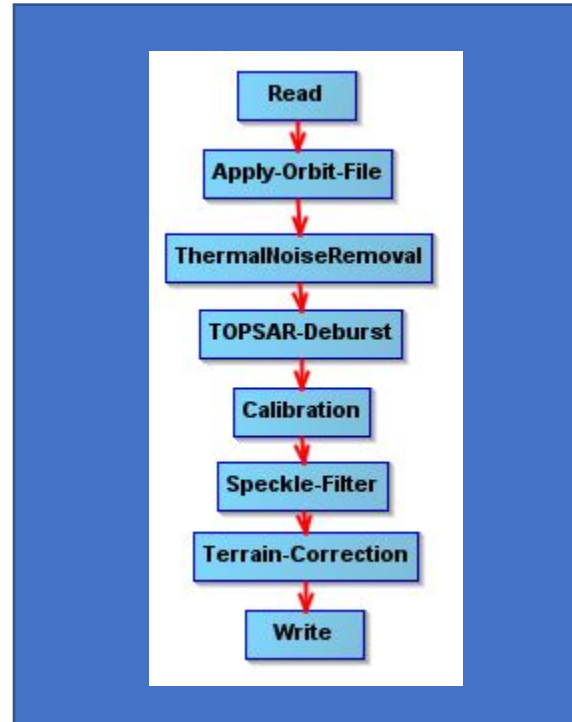 Read
Apply-Orbit-File
ThermalNoiseRemoval
TOPSAR-Deburst
Calibration
Speckle-Filter
Terrain-Correction
Write